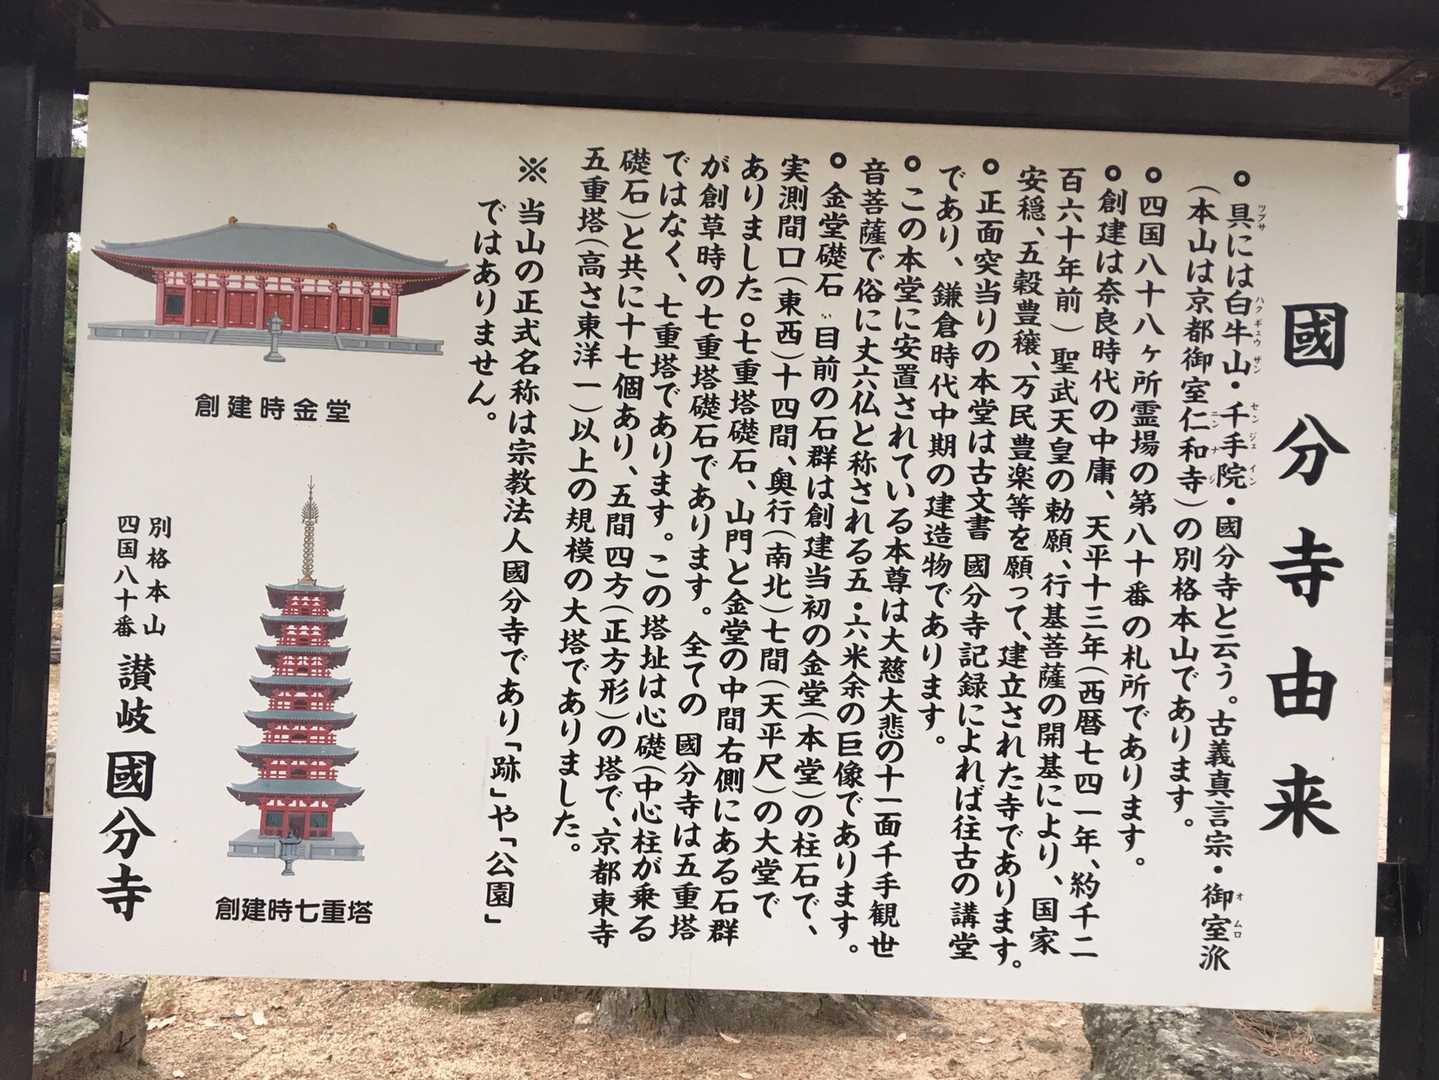 國分寺由来
具には白牛山・千手院・國分寺と云う。古義真言宗・御室派
ツブサ ハクギュウザン センジュイン オムロ
(本山は京都御室仁和寺)の別格本山であります。
ニンナジ
四国八十八ヶ所霊場の第八十番の札所であります。
創建は奈良時代の中庸、天平十三年(西暦七四一年、約千二
百六十年前)聖武天皇の勅願、行基菩薩の開基により、国家
安穏、五穀豊穣、万民豊楽等を願って、建立された寺であります。
正面突当りの本堂は古文書 國分寺記録によれば往古の講堂
であり、鎌倉時代中期の建造物であります。
この本堂に安置されている本尊は大慈大悲の十一面千手観世
音菩薩で俗に丈六仏と称される五・六米余の巨像であります。
金堂礎石 目前の石群は創建当初の金堂(本堂)の柱石で、
実測間口(東西)十四間、奥行(南北)七間(天平尺)の大堂で
ありました。七重塔礎石、山門と金堂の中間右側にある石群
が創草時の七重塔礎石であります。全ての國分寺は五重塔
ではなく、七重塔であります。この塔址は心礎(中心柱が乗る
礎石)と共に十七個あり、五間四方(正方形)の塔で、京都東寺
五重塔(高さ東洋一)以上の規模の大塔でありました。
※ 当山の正式名称は宗教法人國分寺であり「跡」や「公園」
ではありません。
創建時金堂
創建時七重塔
別格本山
四国八十番
讃岐 國分寺